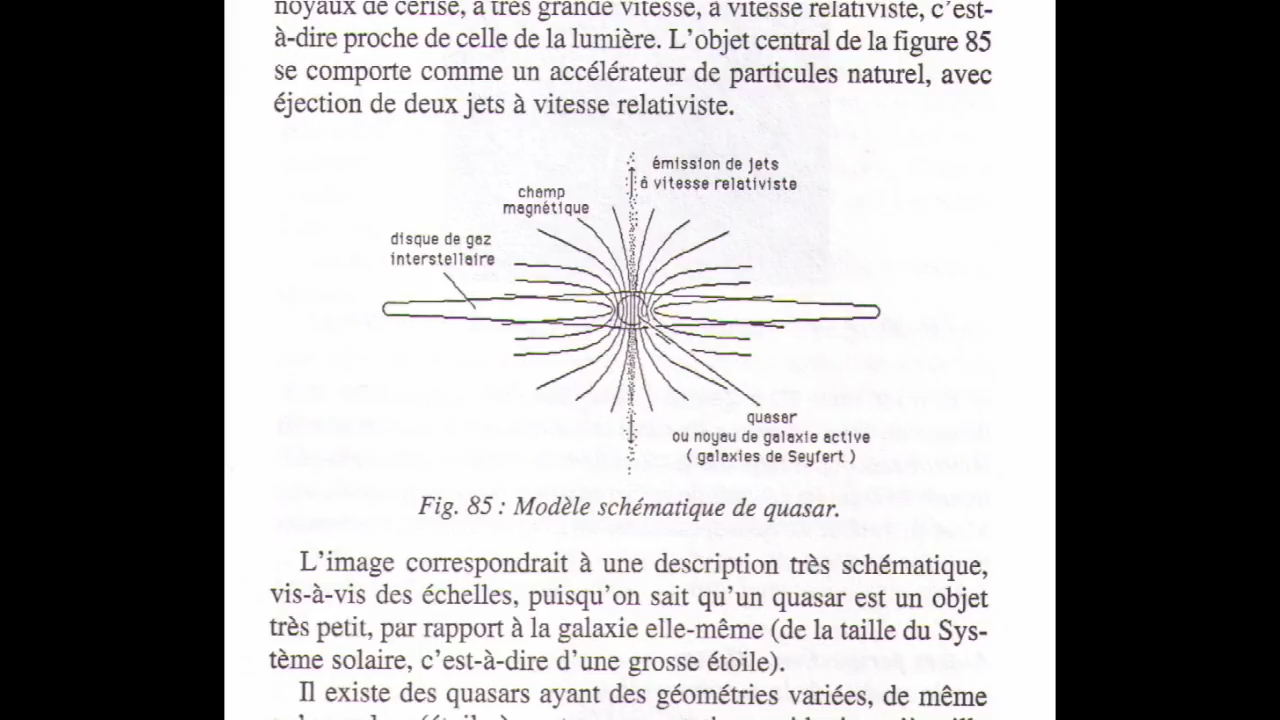 noyaux de cerise, à très grande vitesse, à vitesse relativiste, c'est-
à-dire proche de celle de la lumière. L'objet central de la figure 85
se comporte comme un accélérateur de particules naturel, avec
éjection de deux jets à vitesse relativiste.
émission de jets
à vitesse relativiste
champ
magnétique
disque de gaz
interstellaire
quasar
ou noyau de galaxie active
( galaxies de Seyfert )
Fig. 85 : Modèle schématique de quasar.
L'image correspondrait à une description très schématique,
vis-à-vis des échelles, puisqu'on sait qu'un quasar est un objet
très petit, par rapport à la galaxie elle-même (de la taille du Sys-
tème solaire, c'est-à-dire d'une grosse étoile).
Il existe des quasars ayant des géométries variées, de même